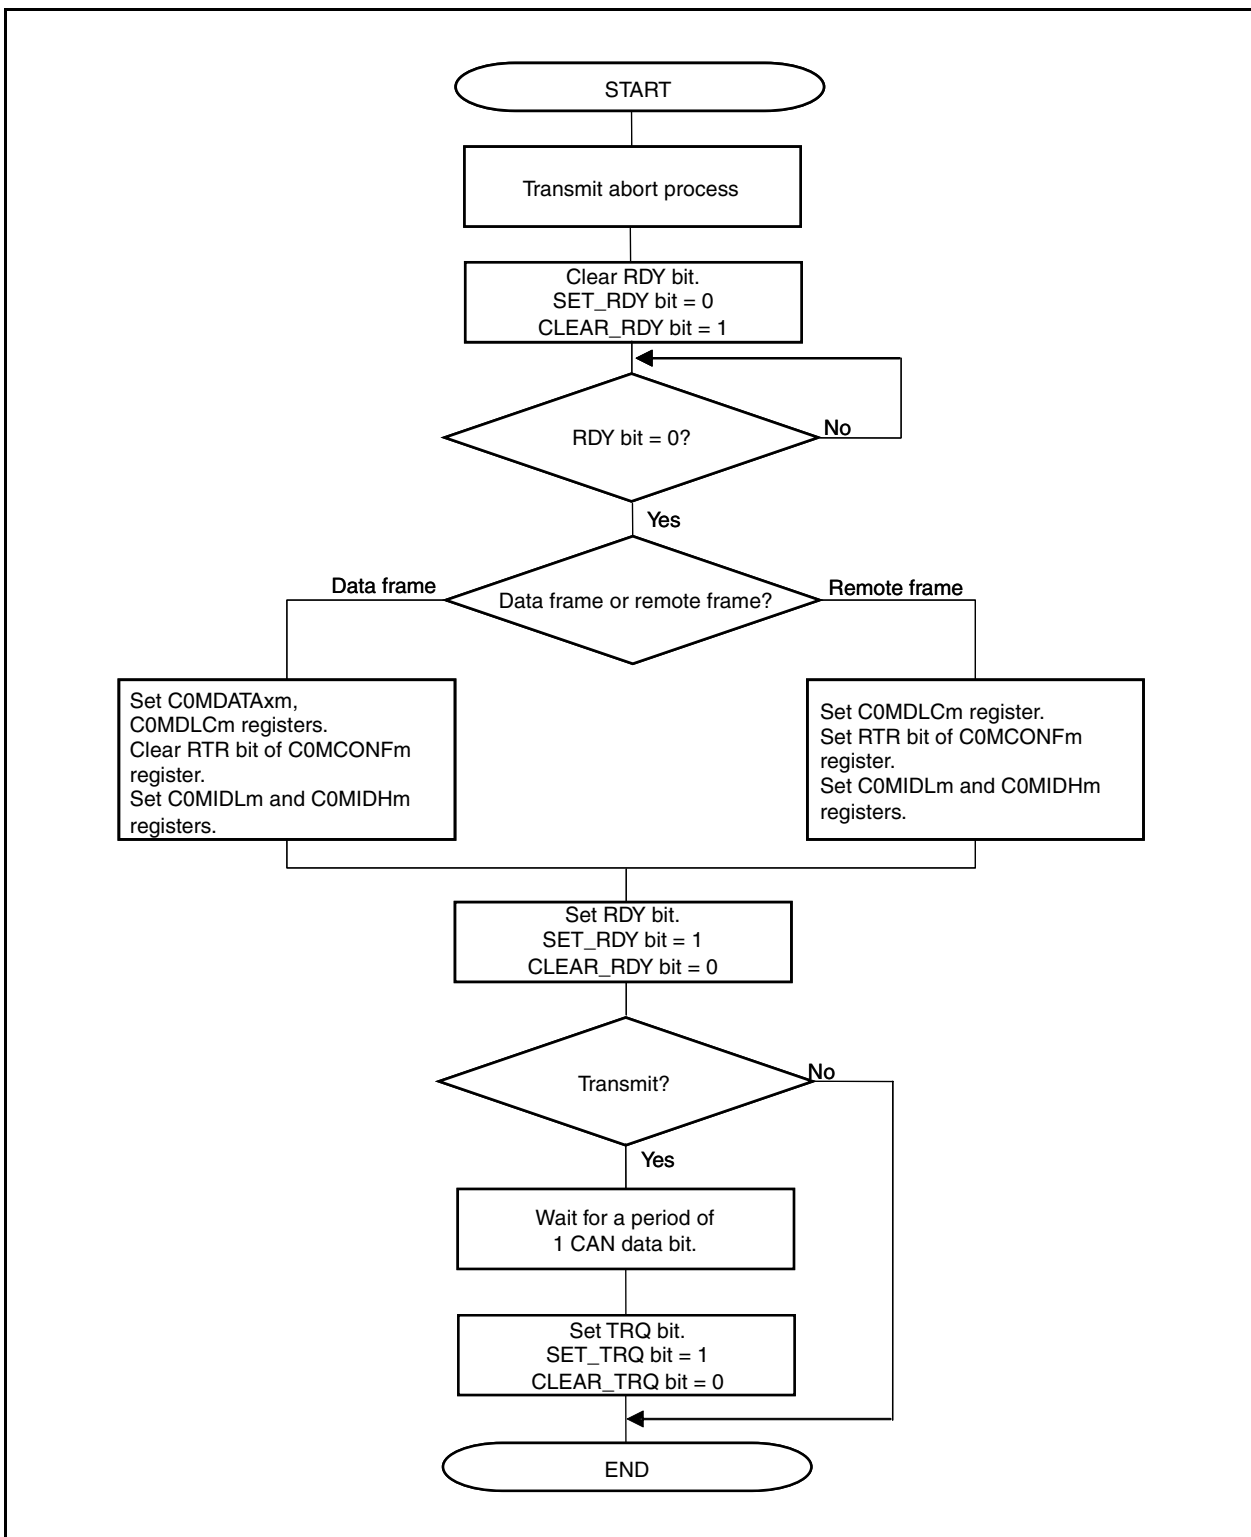 START
Transmit abort process
Clear RDY bit.
SET_RDY bit = 0
CLEAR_RDY bit = 1
RDY bit = 0?
No
Yes
Data frame
Data frame or remote frame?
Remote frame
Set C0MDATAxm,
C0MDLCm registers.
Clear RTR bit of C0MCONFm
register.
Set C0MIDLm and C0MIDHm
registers.
Set C0MDLCm register.
Set RTR bit of C0MCONFm
register.
Set C0MIDLm and C0MIDHm
registers.
Set RDY bit.
SET_RDY bit = 1
CLEAR_RDY bit = 0
Transmit?
No
Yes
Wait for a period of
1 CAN data bit.
Set TRQ bit.
SET_TRQ bit = 1
CLEAR_TRQ bit = 0
END